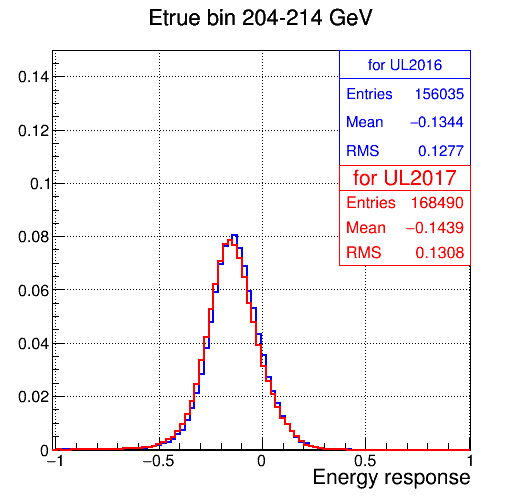 Etrue bin 204-214 GeV
for UL2016
Entries 156035
Mean −0.1344
RMS 0.1277
for UL2017
Entries 168490
Mean −0.1439
RMS 0.1308
0.14
0.12
0.1
0.08
0.06
0.04
0.02
0
−1 −0.5 0 0.5 1
Energy response